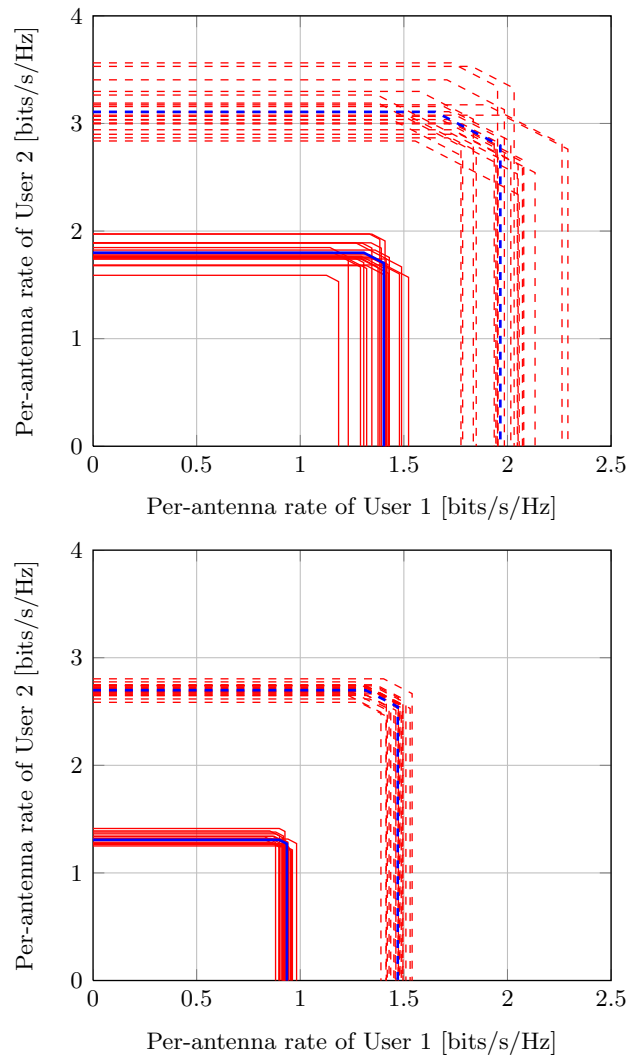 4
3
2
1
0
Per-antenna rate of User 2 [bits/s/Hz]
0 0.5 1 1.5 2 2.5
Per-antenna rate of User 1 [bits/s/Hz]
4
3
2
1
0
Per-antenna rate of User 2 [bits/s/Hz]
0 0.5 1 1.5 2 2.5
Per-antenna rate of User 1 [bits/s/Hz]